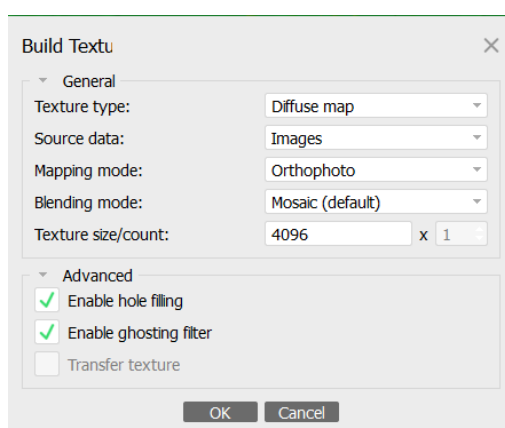 Build Textu
General
Texture type: Diffuse map
Source data: Images
Mapping mode: Orthophoto
Blending mode: Mosaic (default)
Texture size/count: 4096 x 1
Advanced
Enable hole filling
Enable ghosting filter
Transfer texture
OK Cancel